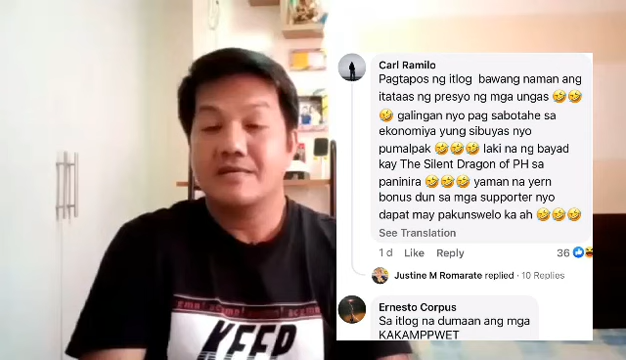 Carl Ramilo
Pagtapos ng itlog bawang naman ang
itataas ng presyo ng mga ungas 🤣🤣
🤣 galingan nyo pag sabotahe sa
ekonomiya yung sibuyas nyo
pumalpak 🤣🤣🤣 laki na ng bayad
kay The Silent Dragon of PH sa
paninira 🤣🤣🤣 yaman na yern
bonus dun sa mga supporter nyo
dapat may pakunswelo ka ah 🤣🤣🤣
See Translation
1 d Like Reply 36
Justine M Romarate replied · 10 Replies
Ernesto Corpus
Sa itlog na dumaan ang mga
KAKAMPPWET
KEEP